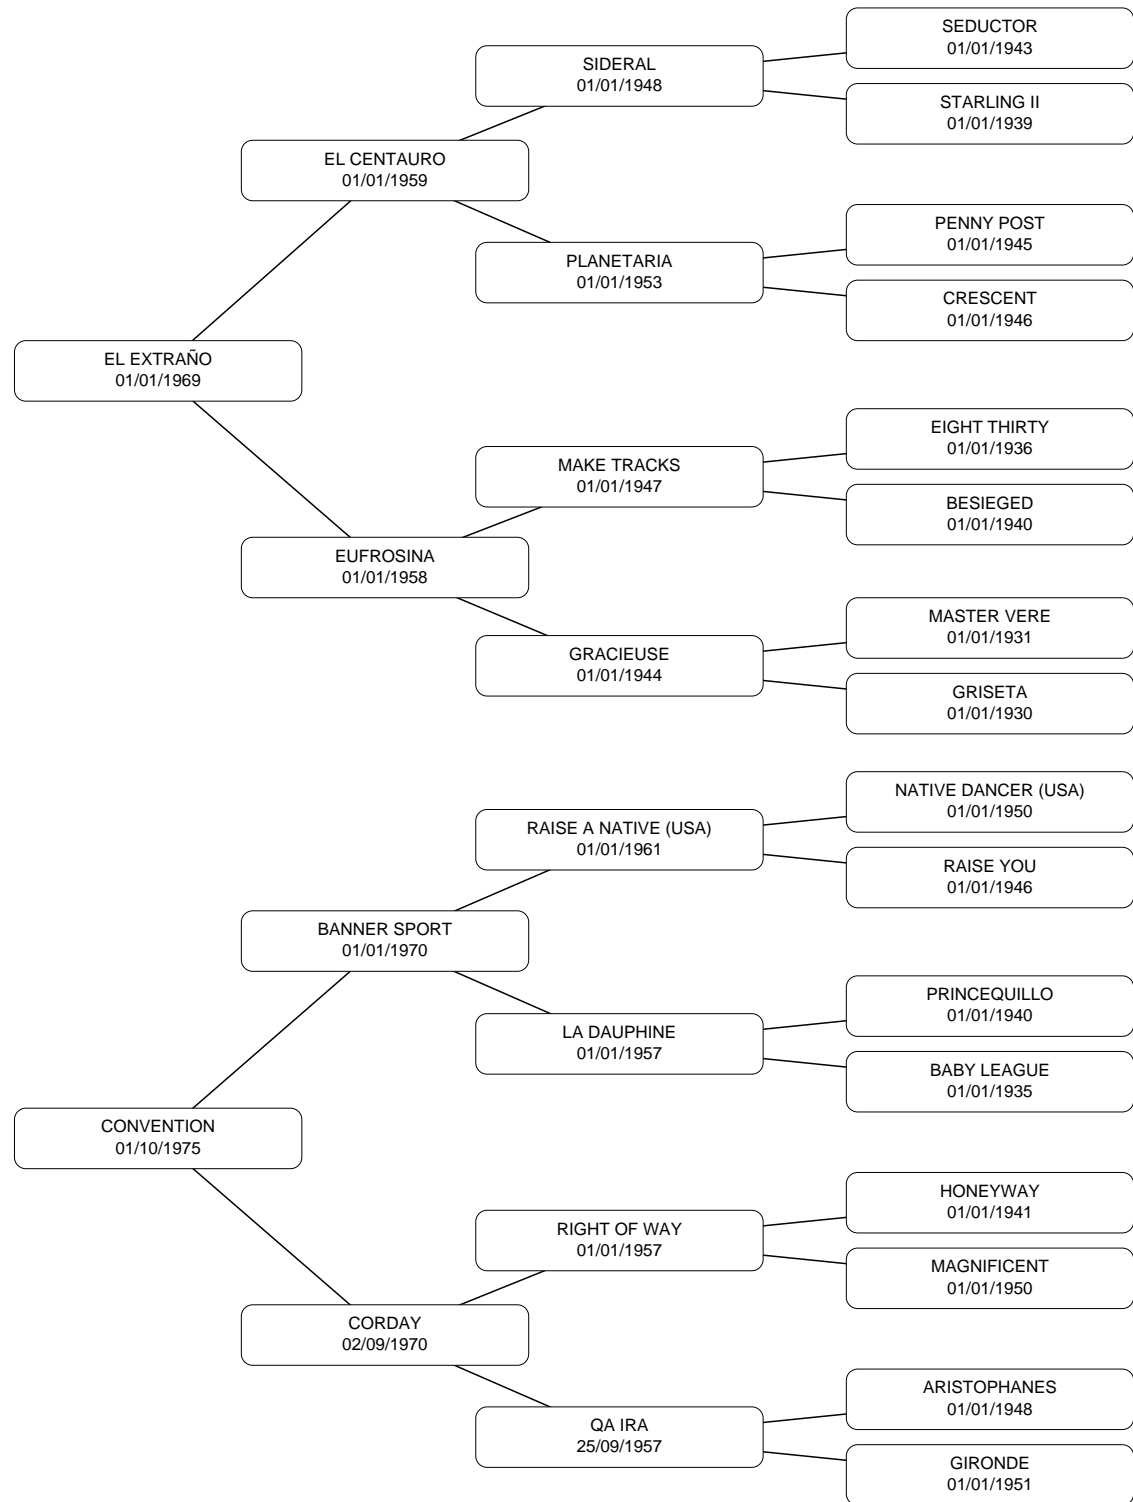 SEDUCTOR
01/01/1943
SIDERAL
01/01/1948
STARLING II
01/01/1939
EL CENTAURO
01/01/1959
PENNY POST
01/01/1945
PLANETARIA
01/01/1953
CRESCENT
01/01/1946
EL EXTRAÑO
01/01/1969
EIGHT THIRTY
01/01/1936
MAKE TRACKS
01/01/1947
BESIEGED
01/01/1940
EUFROSINA
01/01/1958
MASTER VERE
01/01/1931
GRACIEUSE
01/01/1944
GRISETA
01/01/1930
NATIVE DANCER (USA)
01/01/1950
RAISE A NATIVE (USA)
01/01/1961
RAISE YOU
01/01/1946
BANNER SPORT
01/01/1970
PRINCEQUILLO
01/01/1940
LA DAUPHINE
01/01/1957
BABY LEAGUE
01/01/1935
CONVENTION
01/10/1975
HONEYWAY
01/01/1941
RIGHT OF WAY
01/01/1957
MAGNIFICENT
01/01/1950
CORDAY
02/09/1970
ARISTOPHANES
01/01/1948
QA IRA
25/09/1957
GIRONDE
01/01/1951